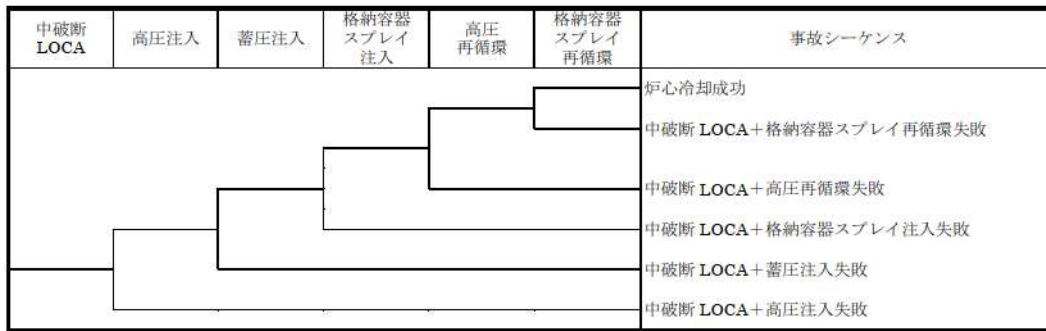 中破断
LOCA
高圧注入
蓄圧注入
格納容器
スプレイ
注入
高圧
再循環
格納容器
スプレイ
再循環
事故シーケンス
炉心冷却成功
中破断 LOCA＋格納容器スプレイ再循環失敗
中破断 LOCA＋高圧再循環失敗
中破断 LOCA＋格納容器スプレイ注入失敗
中破断 LOCA＋蓄圧注入失敗
中破断 LOCA＋高圧注入失敗